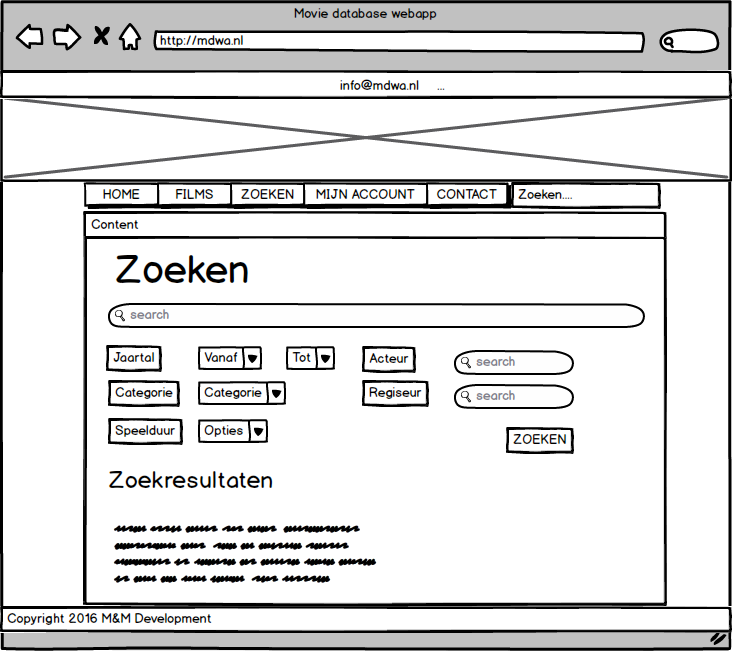 Movie database webapp
http://mdwa.nl
info@mdwa.nl ...
HOME FILMS ZOEKEN MIJN ACCOUNT CONTACT Zoeken....
Content
Zoeken
search
Jaartal Vanaf Tot Acteur search
Categorie Categorie Regiseur search
Speelduur Opties
ZOEKEN
Zoekresultaten
Copyright 2016 M&M Development